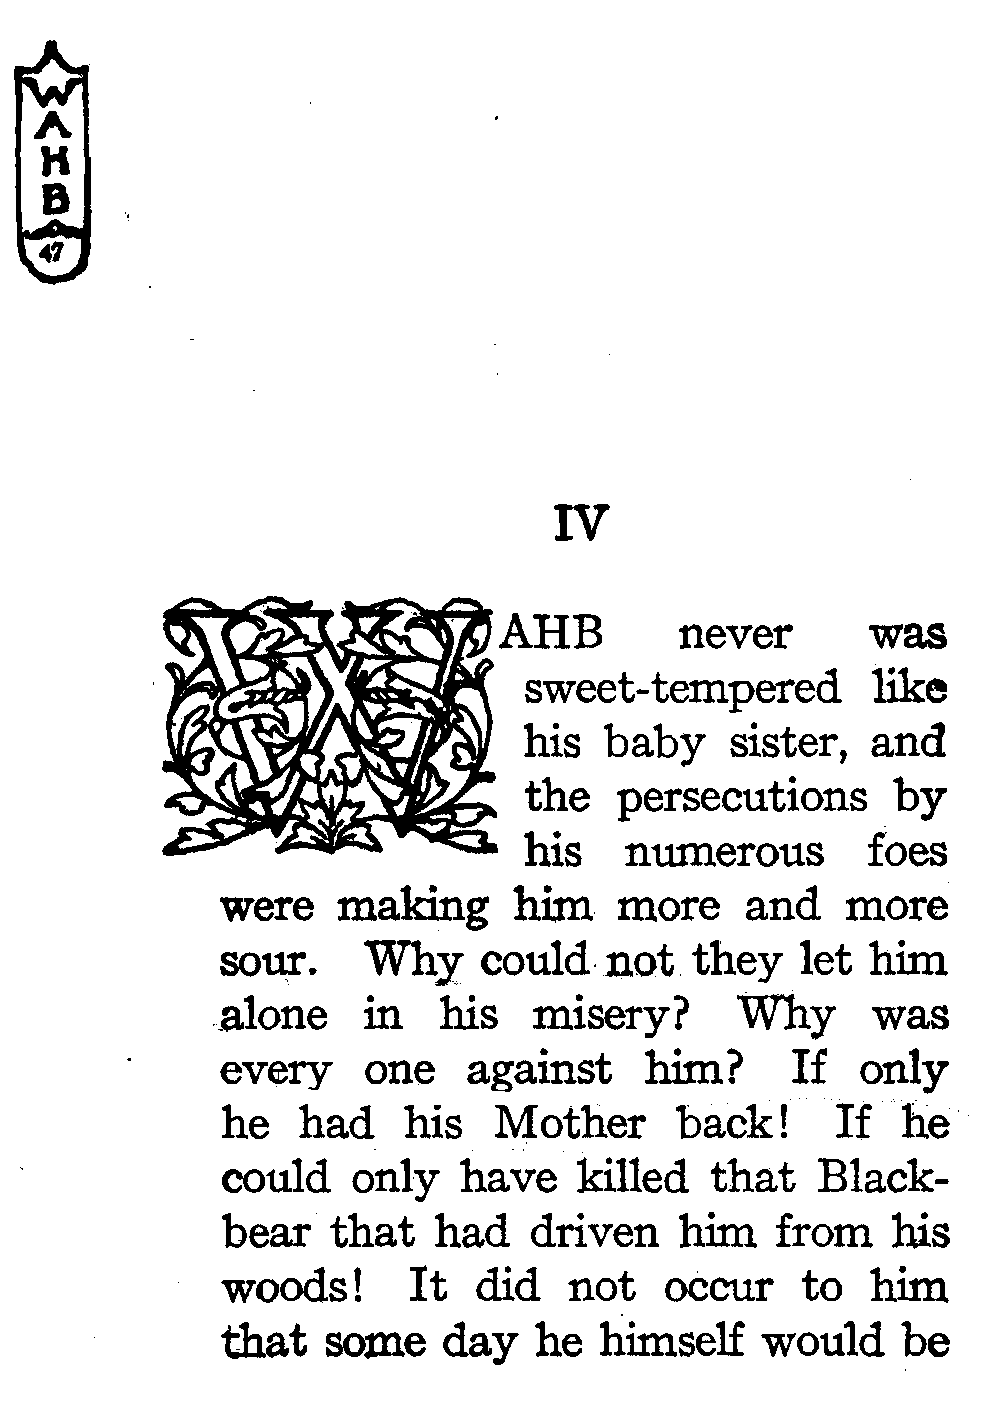 WAHB
47
IV
WAHB never was
sweet-tempered like
his baby sister, and
the persecutions by
his numerous foes
were making him more and more
sour. Why could not they let him
alone in his misery? Why was
every one against him? If only
he had his Mother back! If he
could only have killed that Black-
bear that had driven him from his
woods! It did not occur to him
that some day he himself would be